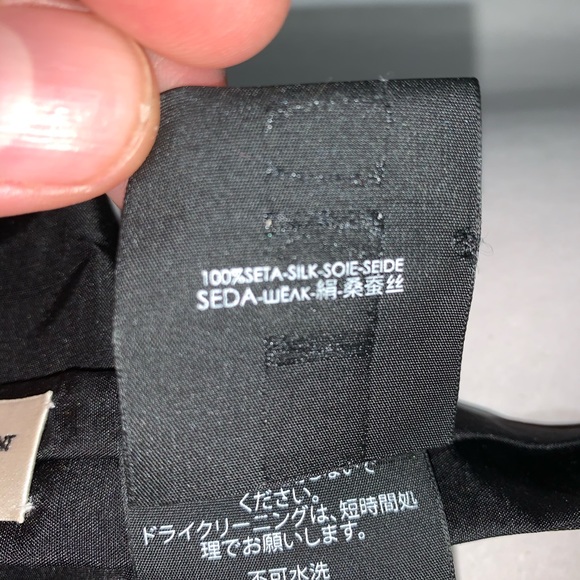 100%SETA-SILK-SOIE-SEIDE
SEDA-ШЁΛК-絹-桑蚕丝
ください。
ドライクリーニングは、短時間処
理でお願いします。
不可水洗